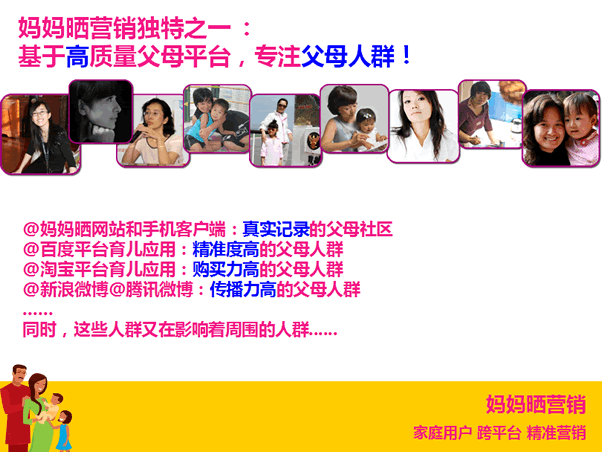 妈妈晒营销独特之一：
基于高质量父母平台，专注父母人群！
@妈妈晒网站和手机客户端：真实记录的父母社区
@百度平台育儿应用：精准度高的父母人群
@淘宝平台育儿应用：购买力高的父母人群
@新浪微博@腾讯微博：传播力高的父母人群
......
同时，这些人群又在影响着周围的人群......
妈妈晒营销
家庭用户 跨平台 精准营销